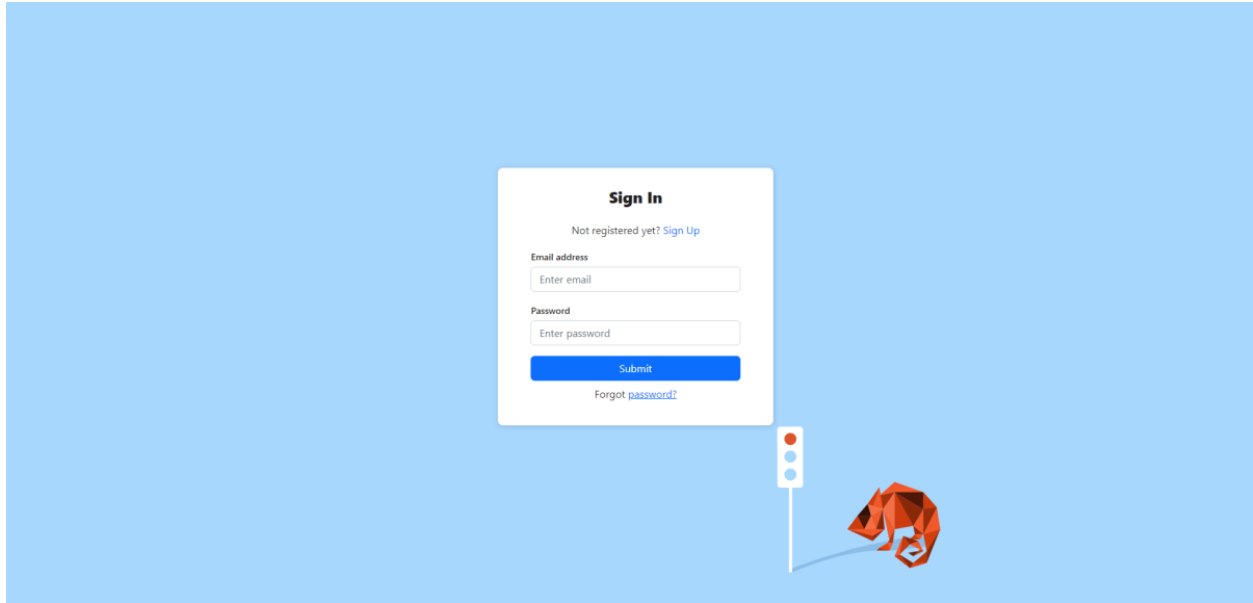 Sign In
Not registered yet? Sign Up
Email address
Enter email
Password
Enter password
Submit
Forgot password?